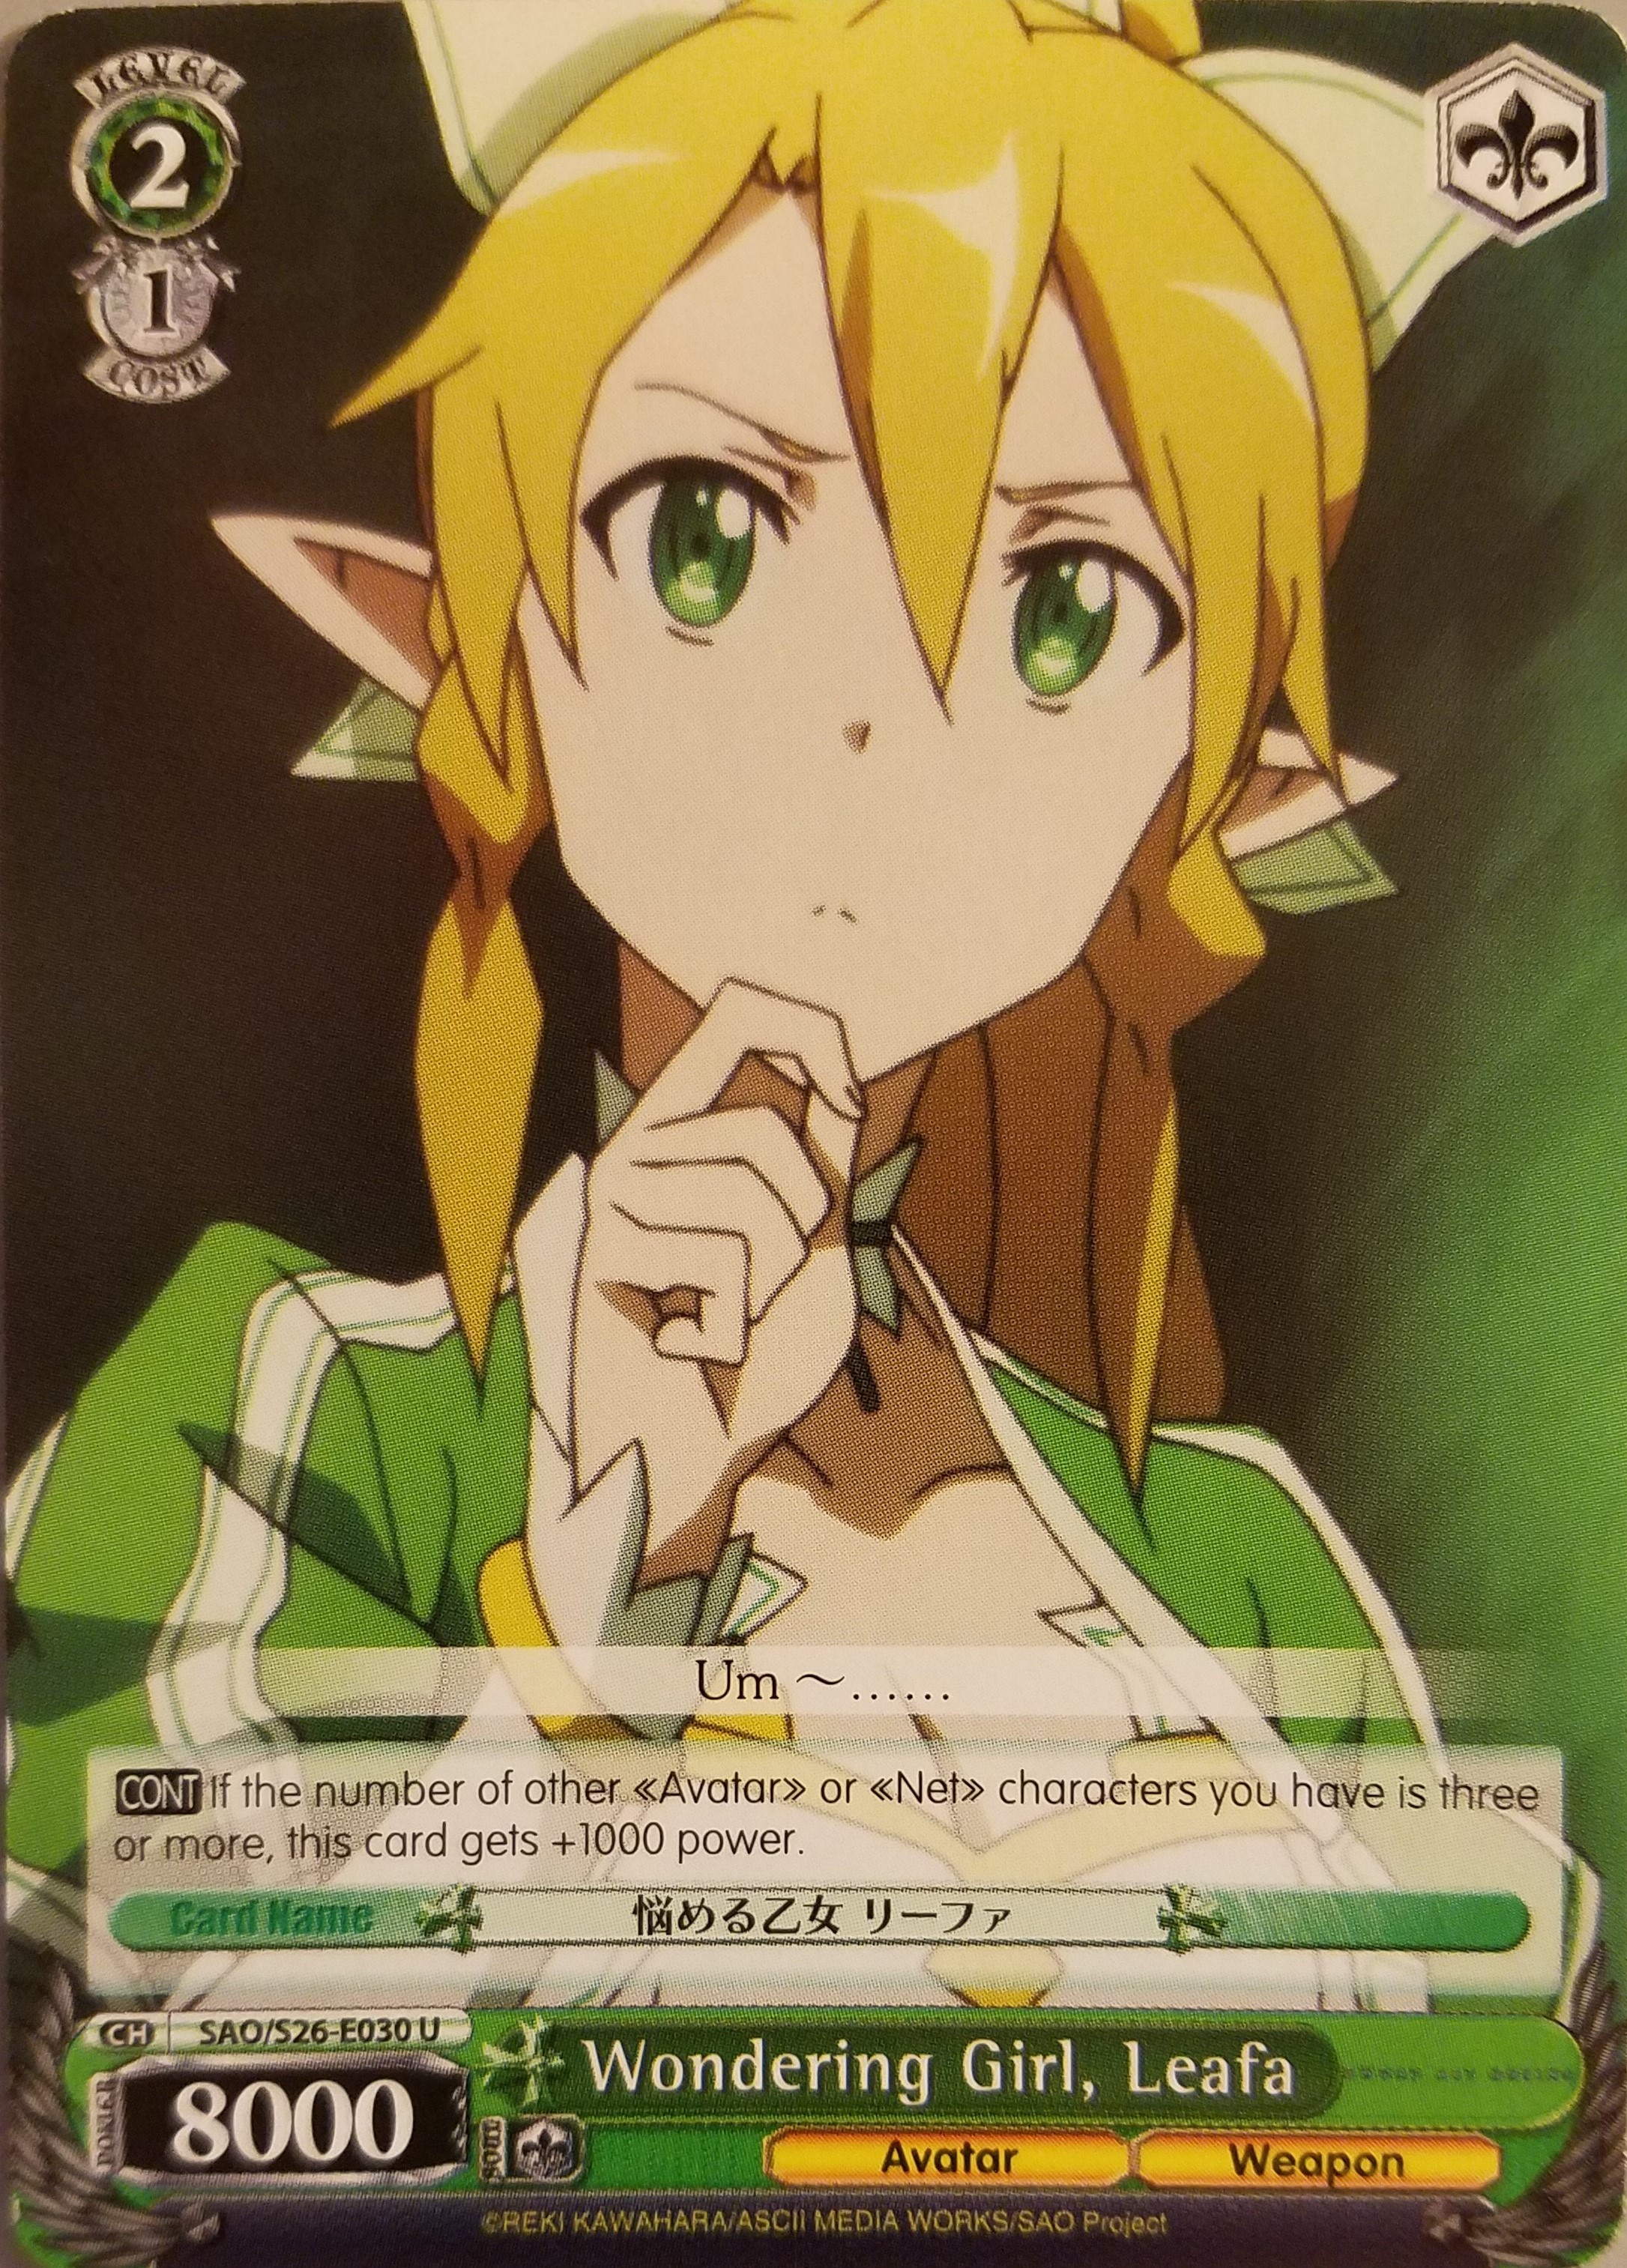 LEVEL
2
1
COST
Um ～......
CONT If the number of other «Avatar» or «Net» characters you have is three
or more, this card gets +1000 power.
Card Name 悩める乙女 リーファ
CH SAO/S26-E030 U
Wondering Girl, Leafa
POWER 8000
SOUL
Avatar Weapon
©REKI KAWAHARA/ASCII MEDIA WORKS/SAO Project